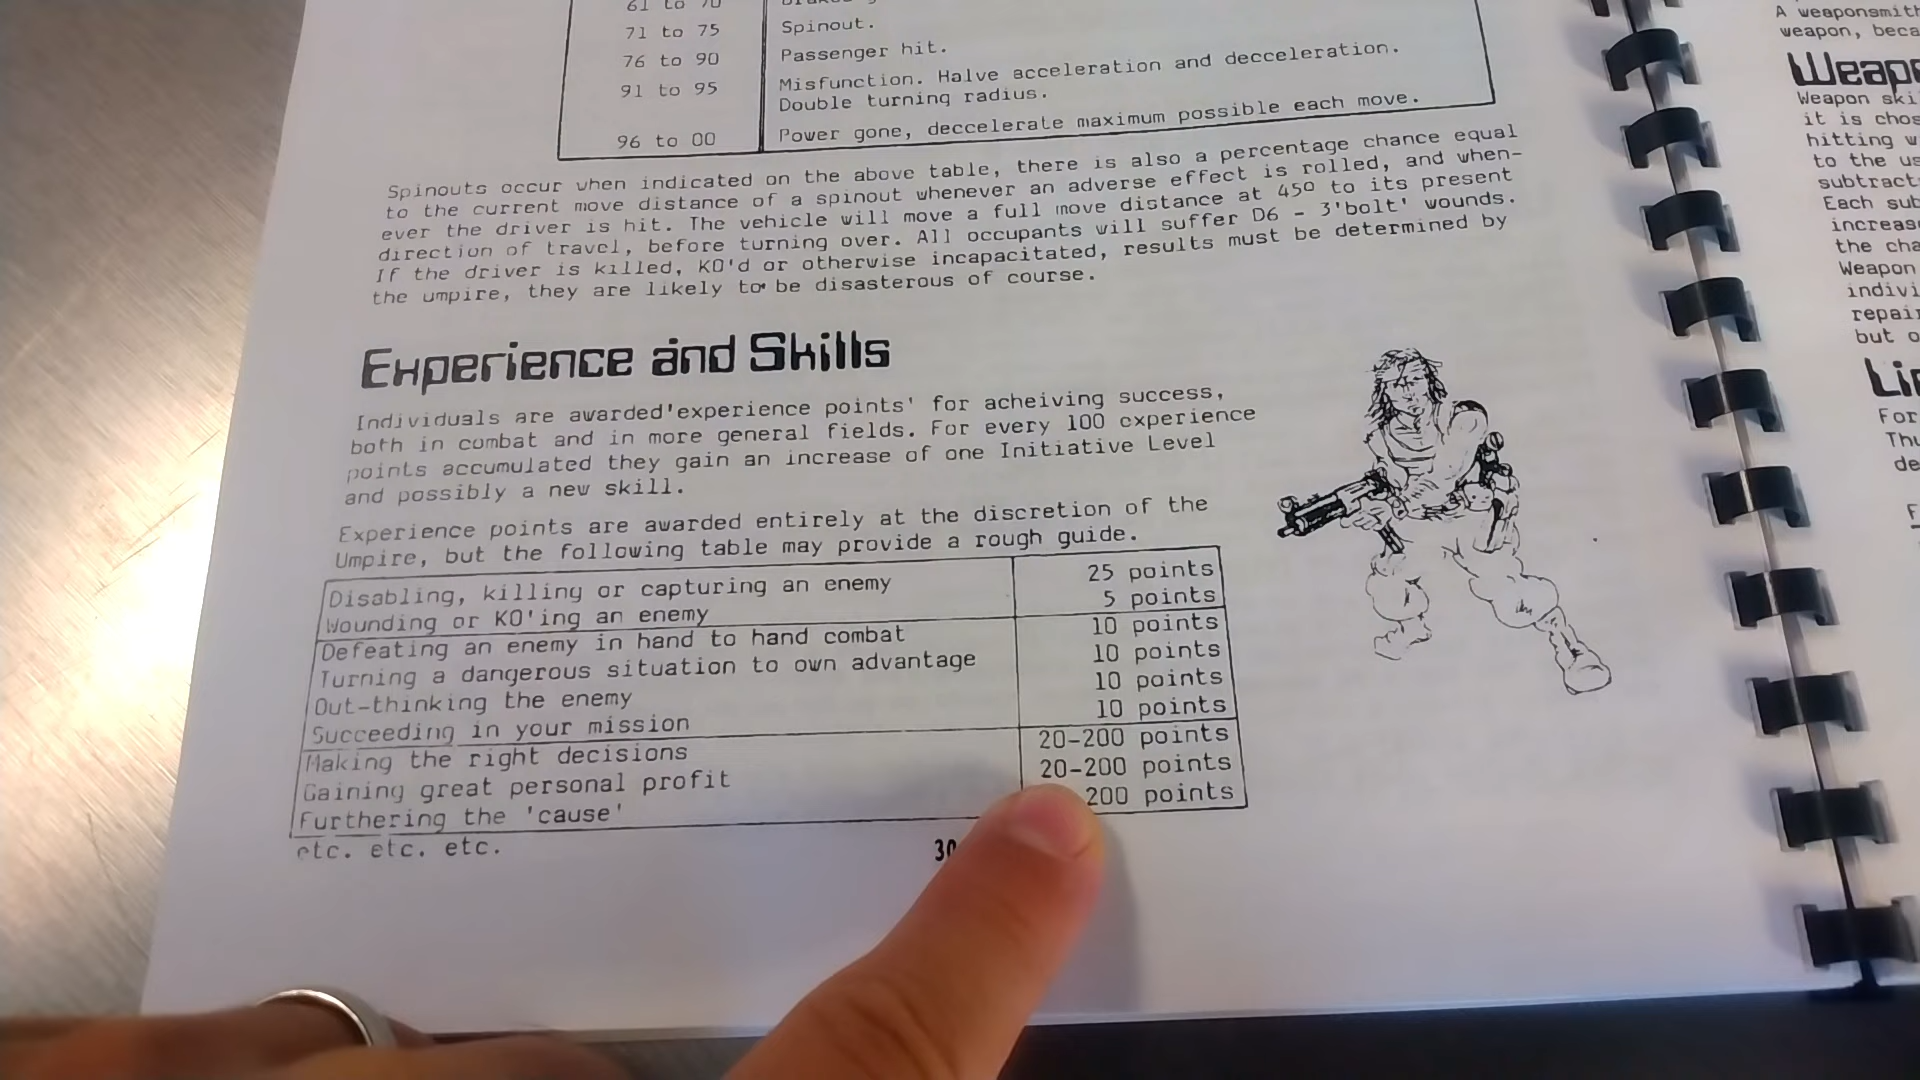 61 to 70
71 to 75 Spinout.
76 to 90 Passenger hit.
91 to 95 Misfunction. Halve acceleration and decceleration.
Double turning radius.
96 to 00 Power gone, deccelerate maximum possible each move.
Spinouts occur when indicated on the above table, there is also a percentage chance equal
to the current move distance of a spinout whenever an adverse effect is rolled, and when-
ever the driver is hit. The vehicle will move a full move distance at 45º to its present
direction of travel, before turning over. All occupants will suffer D6 - 3'bolt' wounds.
If the driver is killed, KO'd or otherwise incapacitated, results must be determined by
the umpire, they are likely to be disasterous of course.
Experience and Skills
Individuals are awarded'experience points' for acheiving success,
both in combat and in more general fields. For every 100 experience
points accumulated they gain an increase of one Initiative Level
and possibly a new skill.
Experience points are awarded entirely at the discretion of the
Umpire, but the following table may provide a rough guide.
Disabling, killing or capturing an enemy 25 points
Wounding or KO'ing an enemy 5 points
Defeating an enemy in hand to hand combat 10 points
Turning a dangerous situation to own advantage 10 points
Out-thinking the enemy 10 points
Succeeding in your mission 10 points
Making the right decisions 20-200 points
Gaining great personal profit 20-200 points
Furthering the 'cause' 200 points
etc. etc. etc.
30
A weaponsmith
weapon, beca
Weapo
Weapon ski
it is chos
hitting w
to the us
subtract
Each sub
increas
the cha
Weapon
indivi
repair
but o
Li
For
Thu
de
F